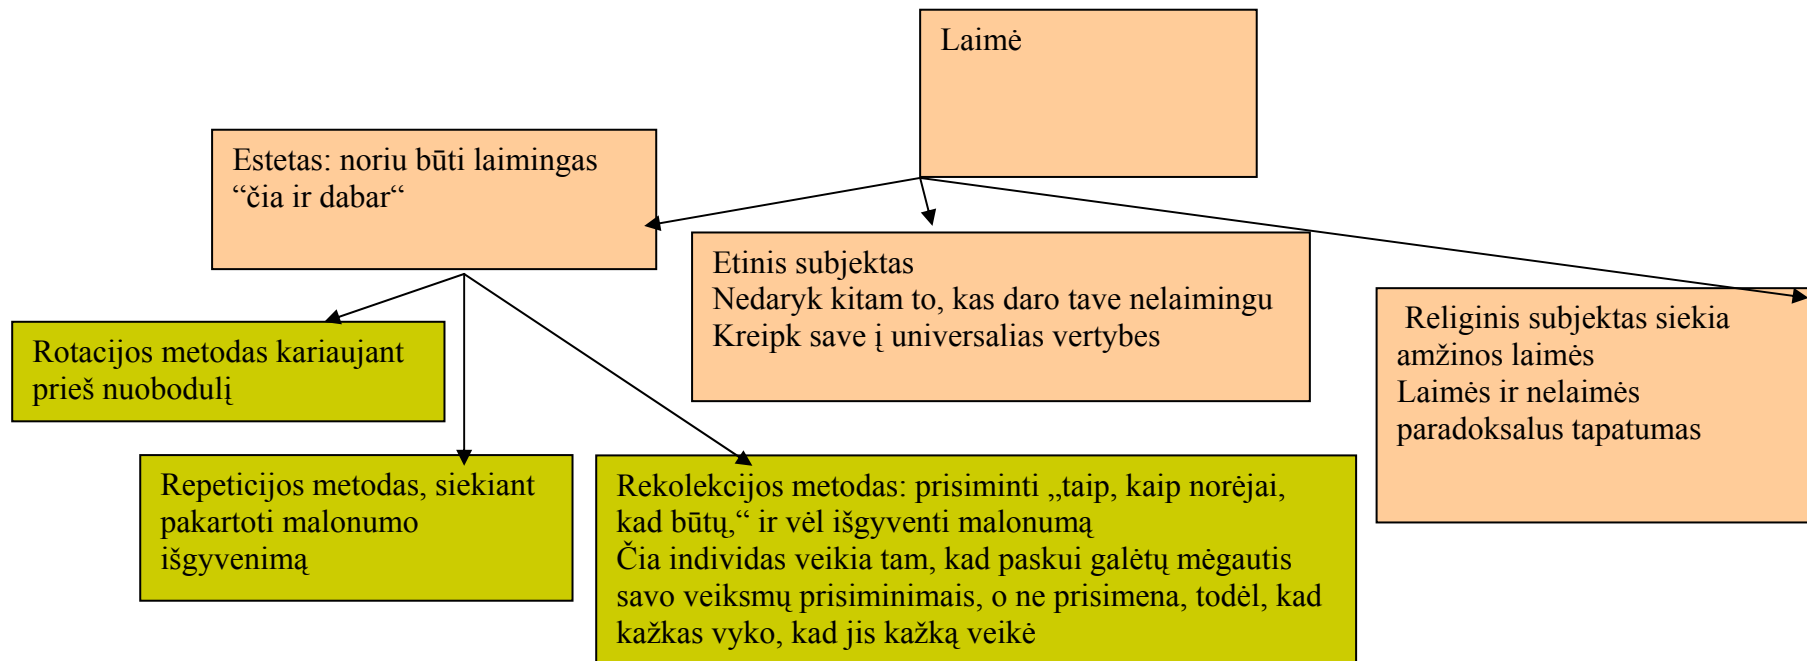 Laimė
Estetas: noriu būti laimingas
“čia ir dabar“
Etinis subjektas
Nedaryk kitam to, kas daro tave nelaimingu
Kreipk save į universalias vertybes
Religinis subjektas siekia
amžinos laimės
Laimės ir nelaimės
paradoksalus tapatumas
Rotacijos metodas kariaujant
prieš nuobodulį
Repeticijos metodas, siekiant
pakartoti malonumo
išgyvenimą
Rekolekcijos metodas: prisiminti „taip, kaip norėjai,
kad būtų,“ ir vėl išgyventi malonumą
Čia individas veikia tam, kad paskui galėtų mėgautis
savo veiksmų prisiminimais, o ne prisimena, todėl, kad
kažkas vyko, kad jis kažką veikė